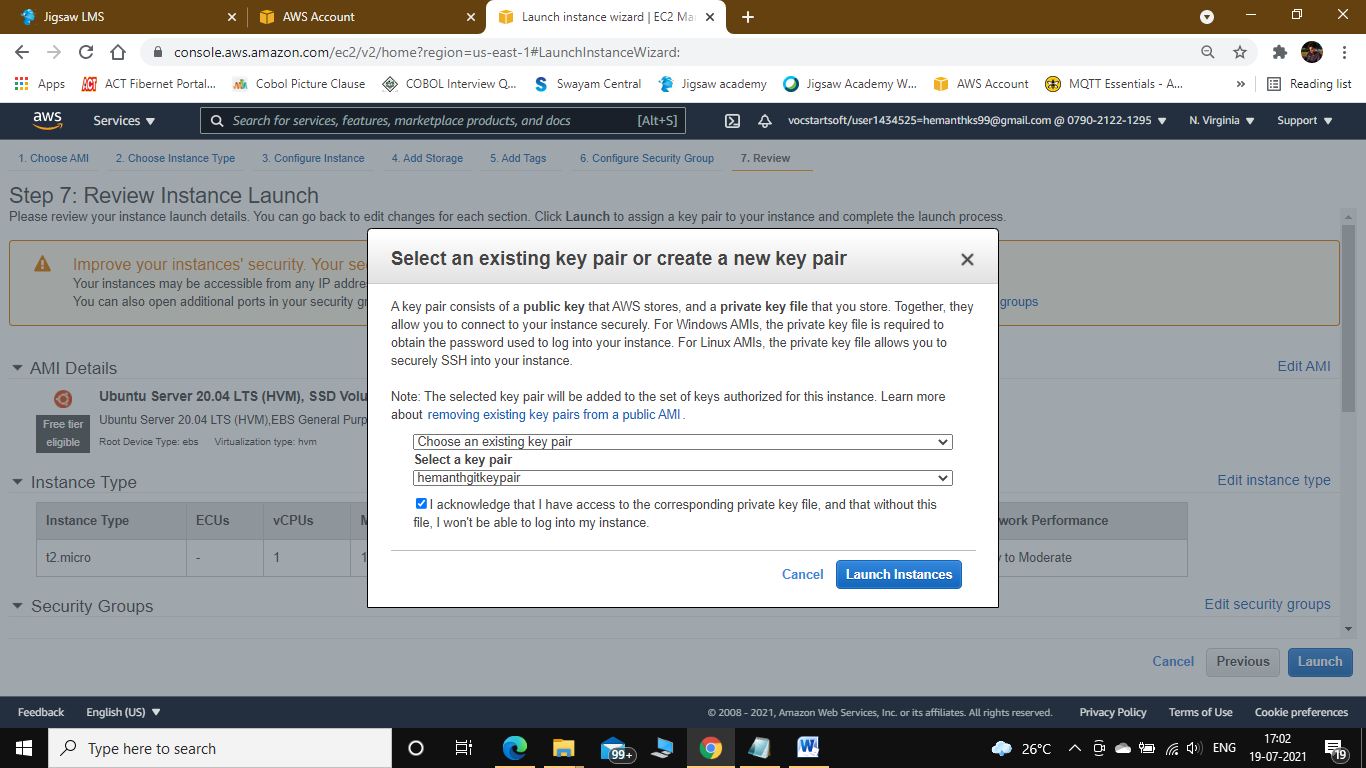 Jigsaw LMS
AWS Account
Launch instance wizard | EC2 Ma
console.aws.amazon.com/ec2/v2/home?region=us-east-1#LaunchInstanceWizard:
Apps
ACT Fibernet Portal...
Cobol Picture Clause
COBOL Interview Q...
Swayam Central
Jigsaw academy
Jigsaw Academy W...
AWS Account
MQTT Essentials - A...
»
Reading list
aws
Services
Search for services, features, marketplace products, and docs
[Alt+S]
vocstartsoft/user1434525=hemanthks99@gmail.com @ 0790-2122-1295
N. Virginia
Support
1. Choose AMI
2. Choose Instance Type
3. Configure Instance
4. Add Storage
5. Add Tags
6. Configure Security Group
7. Review
Step 7: Review Instance Launch
Please review your instance launch details. You can go back to edit changes for each section. Click Launch to assign a key pair to your instance and complete the launch process.
Improve your instances' security. Your se
Your instances may be accessible from any IP addre
You can also open additional ports in your security gr
groups
AMI Details
Edit AMI
Ubuntu Server 20.04 LTS (HVM), SSD Volu
Free tier
eligible
Ubuntu Server 20.04 LTS (HVM),EBS General Purp
Root Device Type: ebs
Virtualization type: hvm
Instance Type
Edit instance type
Instance Type
ECUs
vCPUs
M
work Performance
t2.micro
-
1
1
to Moderate
Security Groups
Edit security groups
Select an existing key pair or create a new key pair
A key pair consists of a public key that AWS stores, and a private key file that you store. Together, they
allow you to connect to your instance securely. For Windows AMIs, the private key file is required to
obtain the password used to log into your instance. For Linux AMIs, the private key file allows you to
securely SSH into your instance.
Note: The selected key pair will be added to the set of keys authorized for this instance. Learn more
about removing existing key pairs from a public AMI .
Choose an existing key pair
Select a key pair
hemanthgitkeypair
I acknowledge that I have access to the corresponding private key file, and that without this
file, I won't be able to log into my instance.
Cancel
Launch Instances
Cancel
Previous
Launch
Feedback
English (US)
© 2008 - 2021, Amazon Web Services, Inc. or its affiliates. All rights reserved.
Privacy Policy
Terms of Use
Cookie preferences
Type here to search
99+
26°C
ENG
17:02
19-07-2021
19